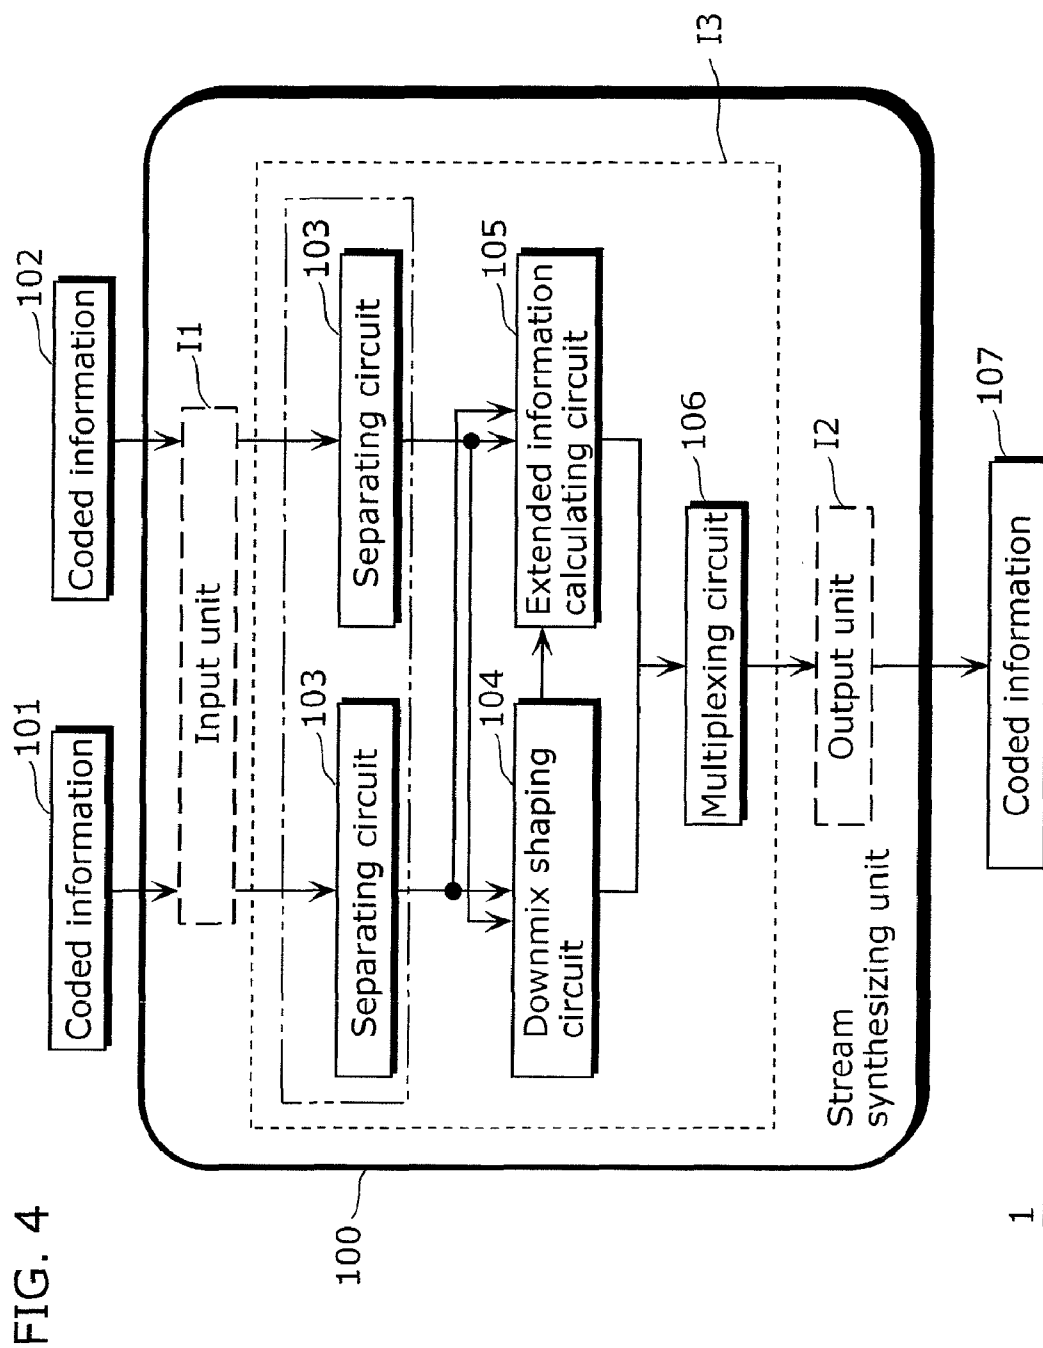 FIG. 4
1
100
101
Coded information
102
Coded information
I1
Input unit
I3
103
Separating circuit
103
Separating circuit
104
Downmix shaping
circuit
105
Extended information
calculating circuit
106
Multiplexing circuit
I2
Output unit
Stream
synthesizing unit
107
Coded information